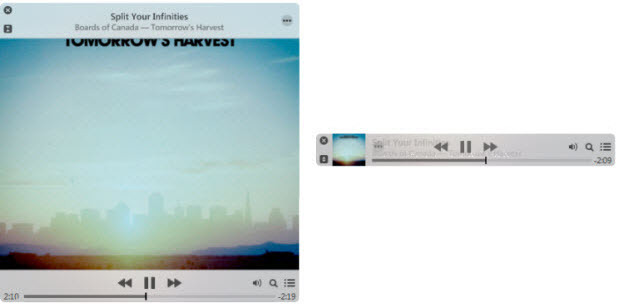 Split Your Infinities
Boards of Canada — Tomorrow's Harvest
TOMORROW'S HARVEST
2:10
-2:19
Split Your Infinities
Boards of Canada — Tomorrow's Harvest
-2:09